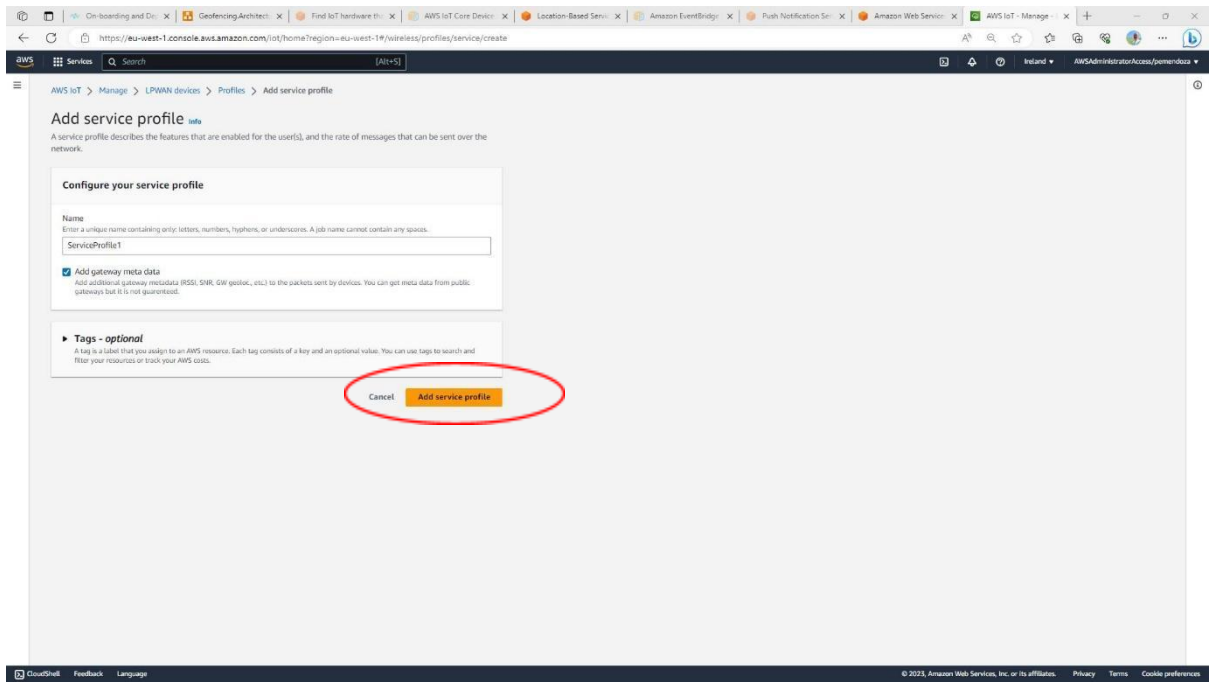 On-boarding and De
Geofencing.Architect
Find IoT hardware th
AWS IoT Core Device
Location-Based Servi
Amazon EventBridge
Push Notification Ser
Amazon Web Service
AWS IoT - Manage -
https://eu-west-1.console.aws.amazon.com/iot/home?region=eu-west-1#/wireless/profiles/service/create
aws Services Search [Alt+S] Ireland ▾ AWSAdministratorAccess/pemendoza ▾
AWS IoT > Manage > LPWAN devices > Profiles > Add service profile
Add service profile Info
A service profile describes the features that are enabled for the user(s), and the rate of messages that can be sent over the
network.
Configure your service profile
Name
Enter a unique name containing only: letters, numbers, hyphens, or underscores. A job name cannot contain any spaces.
ServiceProfile1
Add gateway meta data
Add additional gateway metadata (RSSI, SNR, GW geoloc., etc.) to the packets sent by devices. You can get meta data from public
gateways but it is not guarenteed.
Tags - optional
A tag is a label that you assign to an AWS resource. Each tag consists of a key and an optional value. You can use tags to search and
filter your resources or track your AWS costs.
Cancel Add service profile
CloudShell Feedback Language © 2023, Amazon Web Services, Inc. or its affiliates. Privacy Terms Cookie preferences